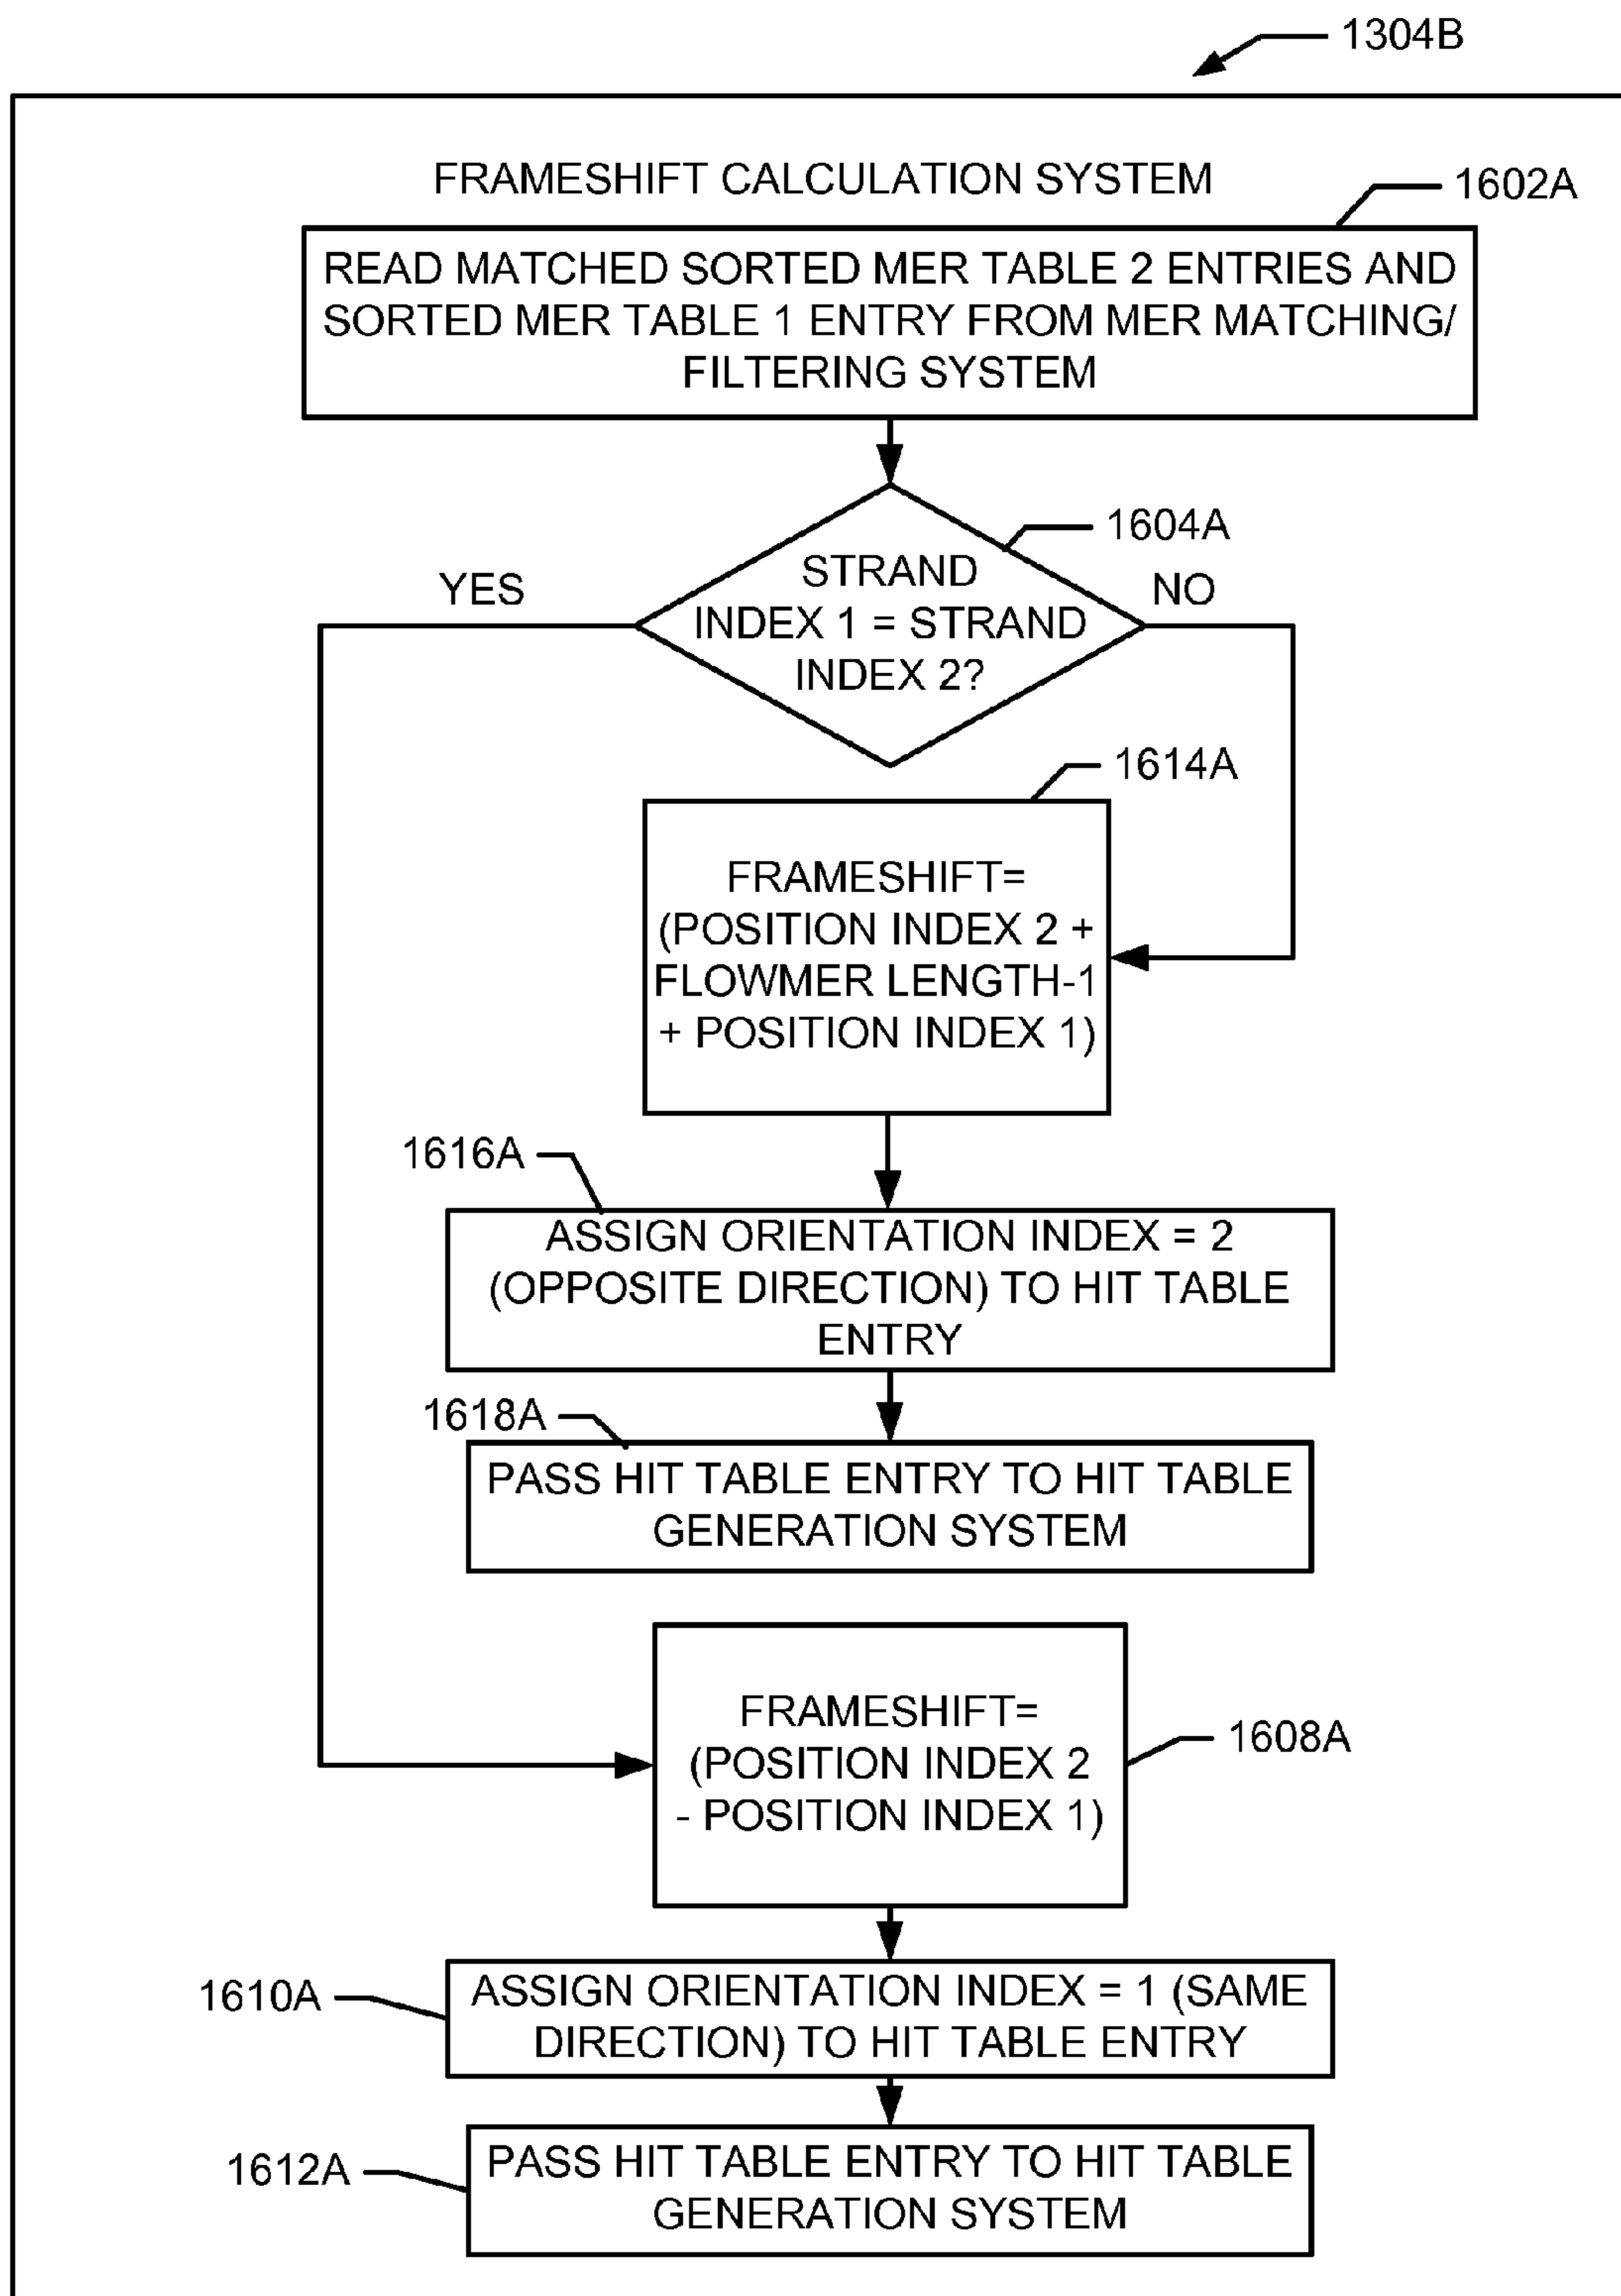 1304B
FRAMESHIFT CALCULATION SYSTEM
1602A
READ MATCHED SORTED MER TABLE 2 ENTRIES AND
SORTED MER TABLE 1 ENTRY FROM MER MATCHING/
FILTERING SYSTEM
1604A
YES
NO
STRAND
INDEX 1 = STRAND
INDEX 2?
1614A
FRAMESHIFT=
(POSITION INDEX 2 +
FLOWMER LENGTH-1
+ POSITION INDEX 1)
1616A
ASSIGN ORIENTATION INDEX = 2
(OPPOSITE DIRECTION) TO HIT TABLE
ENTRY
1618A
PASS HIT TABLE ENTRY TO HIT TABLE
GENERATION SYSTEM
FRAMESHIFT=
(POSITION INDEX 2
- POSITION INDEX 1)
1608A
1610A
ASSIGN ORIENTATION INDEX = 1 (SAME
DIRECTION) TO HIT TABLE ENTRY
1612A
PASS HIT TABLE ENTRY TO HIT TABLE
GENERATION SYSTEM